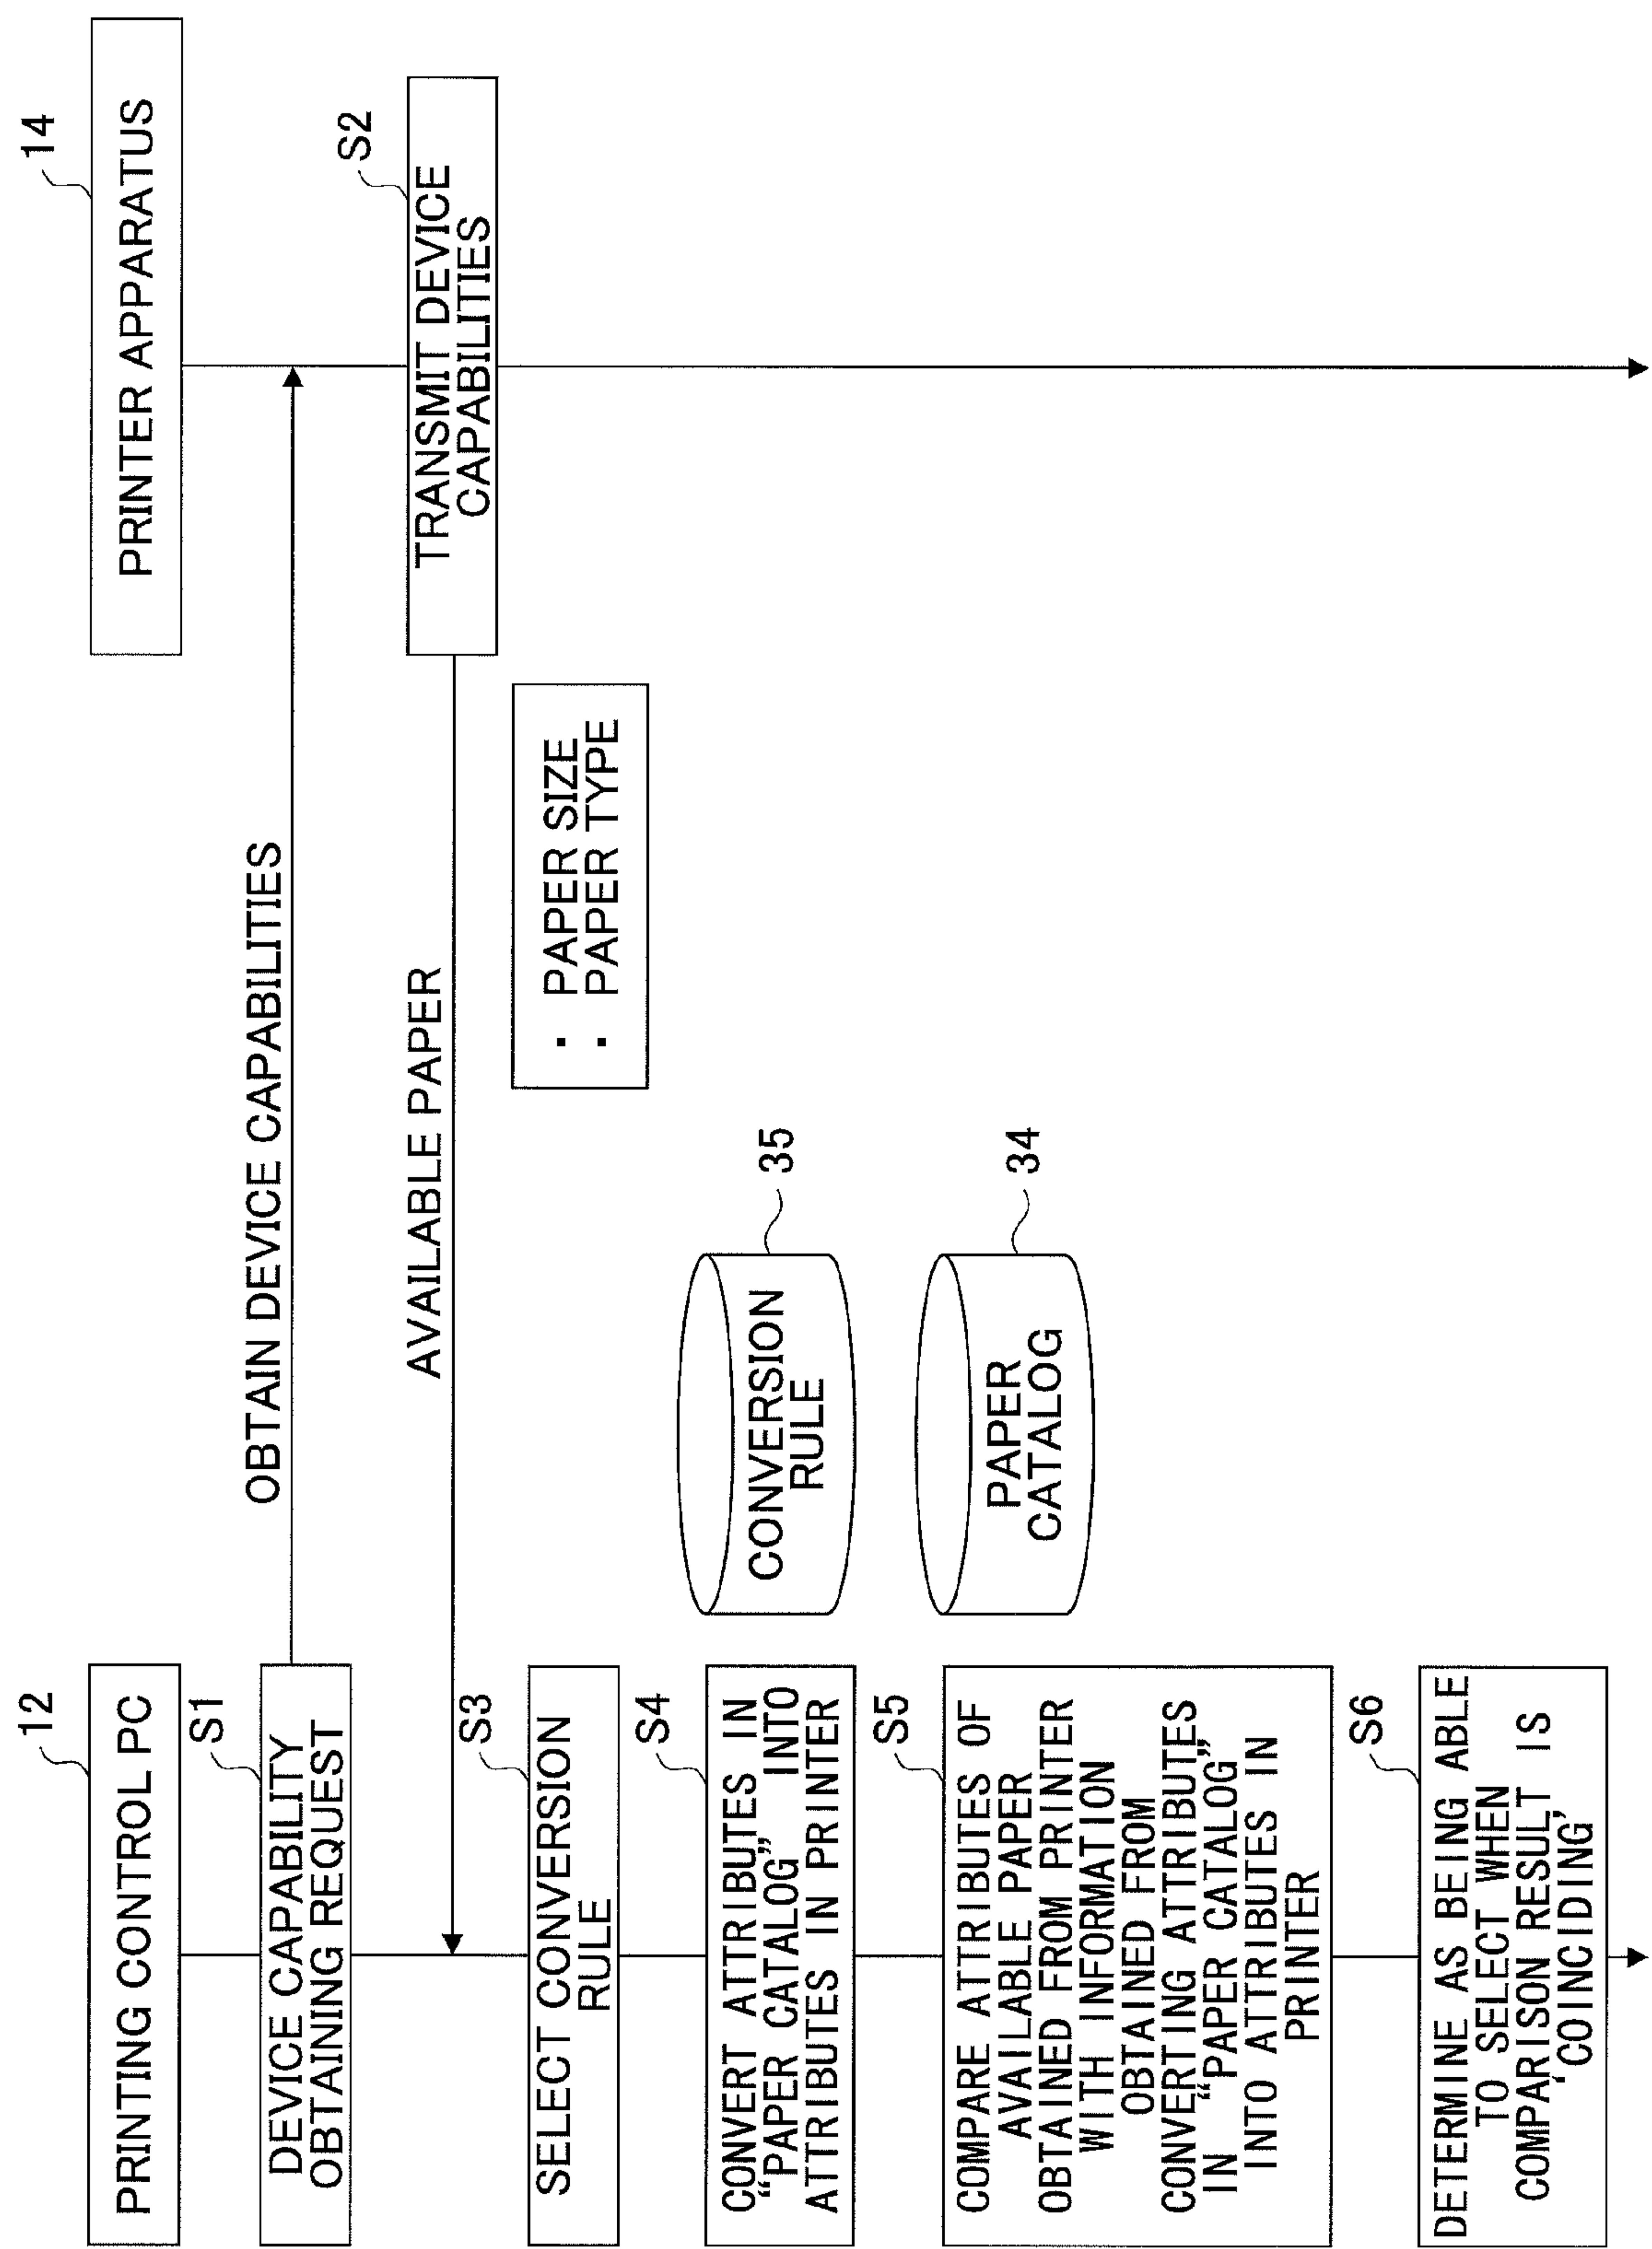 12
PRINTING CONTROL PC
14
PRINTER APPARATUS
S1
DEVICE CAPABILITY
OBTAINING REQUEST
OBTAIN DEVICE CAPABILITIES
S2
TRANSMIT DEVICE
CAPABILITIES
AVAILABLE PAPER
: PAPER SIZE
: PAPER TYPE
S3
SELECT CONVERSION
RULE
S4
CONVERT ATTRIBUTES IN
“PAPER CATALOG” INTO
ATTRIBUTES IN PRINTER
35
CONVERSION
RULE
S5
COMPARE ATTRIBUTES OF
AVAILABLE PAPER
OBTAINED FROM PRINTER
WITH INFORMATION
OBTAINED FROM
CONVERTING ATTRIBUTES
IN “PAPER CATALOG”
INTO ATTRIBUTES IN
PRINTER
34
PAPER
CATALOG
S6
DETERMINE AS BEING ABLE
TO SELECT WHEN
COMPARISON RESULT IS
‘COINCIDING’